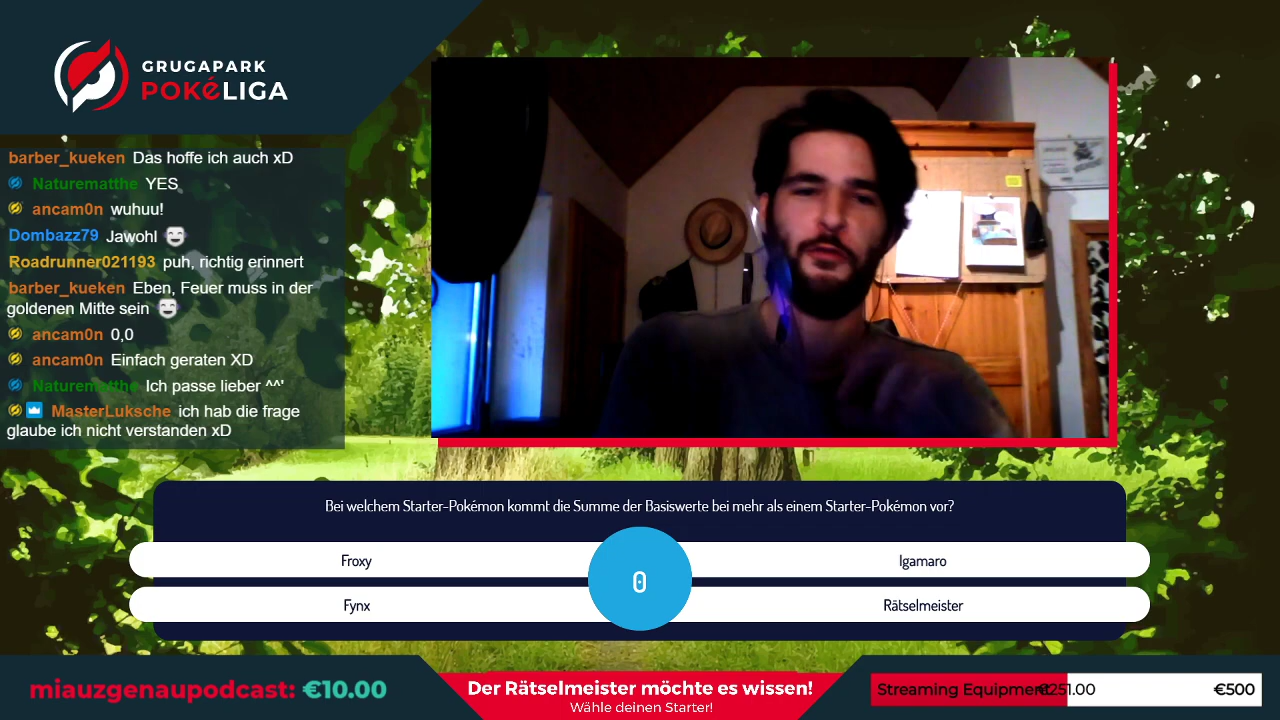 GRUGAPARK
POKéLIGA
barber_kueken Das hoffe ich auch xD
Naturematthe YES
ancam0n wuhuu!
Dombazz79 Jawohl
Roadrunner021193 puh, richtig erinnert
barber_kueken Eben, Feuer muss in der
goldenen Mitte sein
ancam0n 0,0
ancam0n Einfach geraten XD
Naturematthe Ich passe lieber ^^'
MasterLuksche ich hab die frage
glaube ich nicht verstanden xD
Bei welchem Starter-Pokémon kommt die Summe der Basiswerte bei mehr als einem Starter-Pokémon vor?
Froxy
Igamaro
0
Fynx
Rätselmeister
miauzgenaupodcast: €10.00
Der Rätselmeister möchte es wissen!
Wähle deinen Starter!
Streaming Equipment €251.00 €500